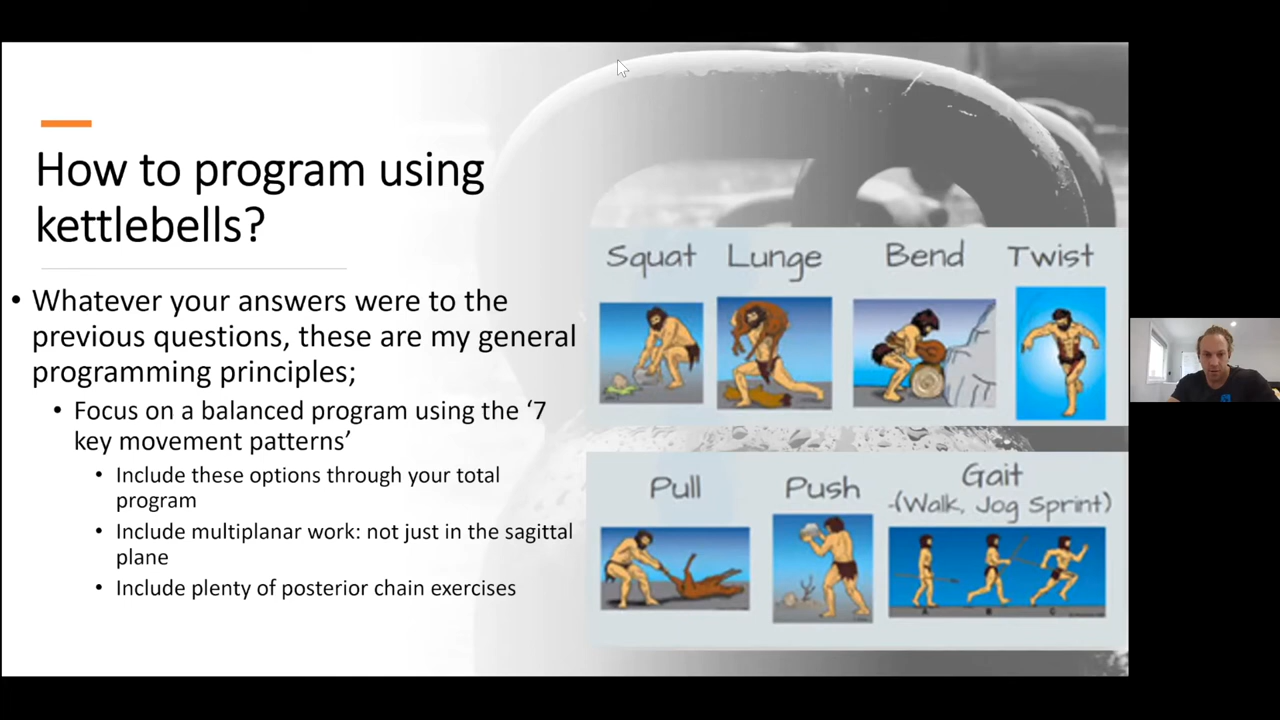 How to program using
kettlebells?
• Whatever your answers were to the
previous questions, these are my general
programming principles;
• Focus on a balanced program using the ‘7
key movement patterns’
• Include these options through your total
program
• Include multiplanar work: not just in the sagittal
plane
• Include plenty of posterior chain exercises
Squat Lunge Bend Twist
Pull Push Gait
-(Walk, Jog Sprint)
A B C